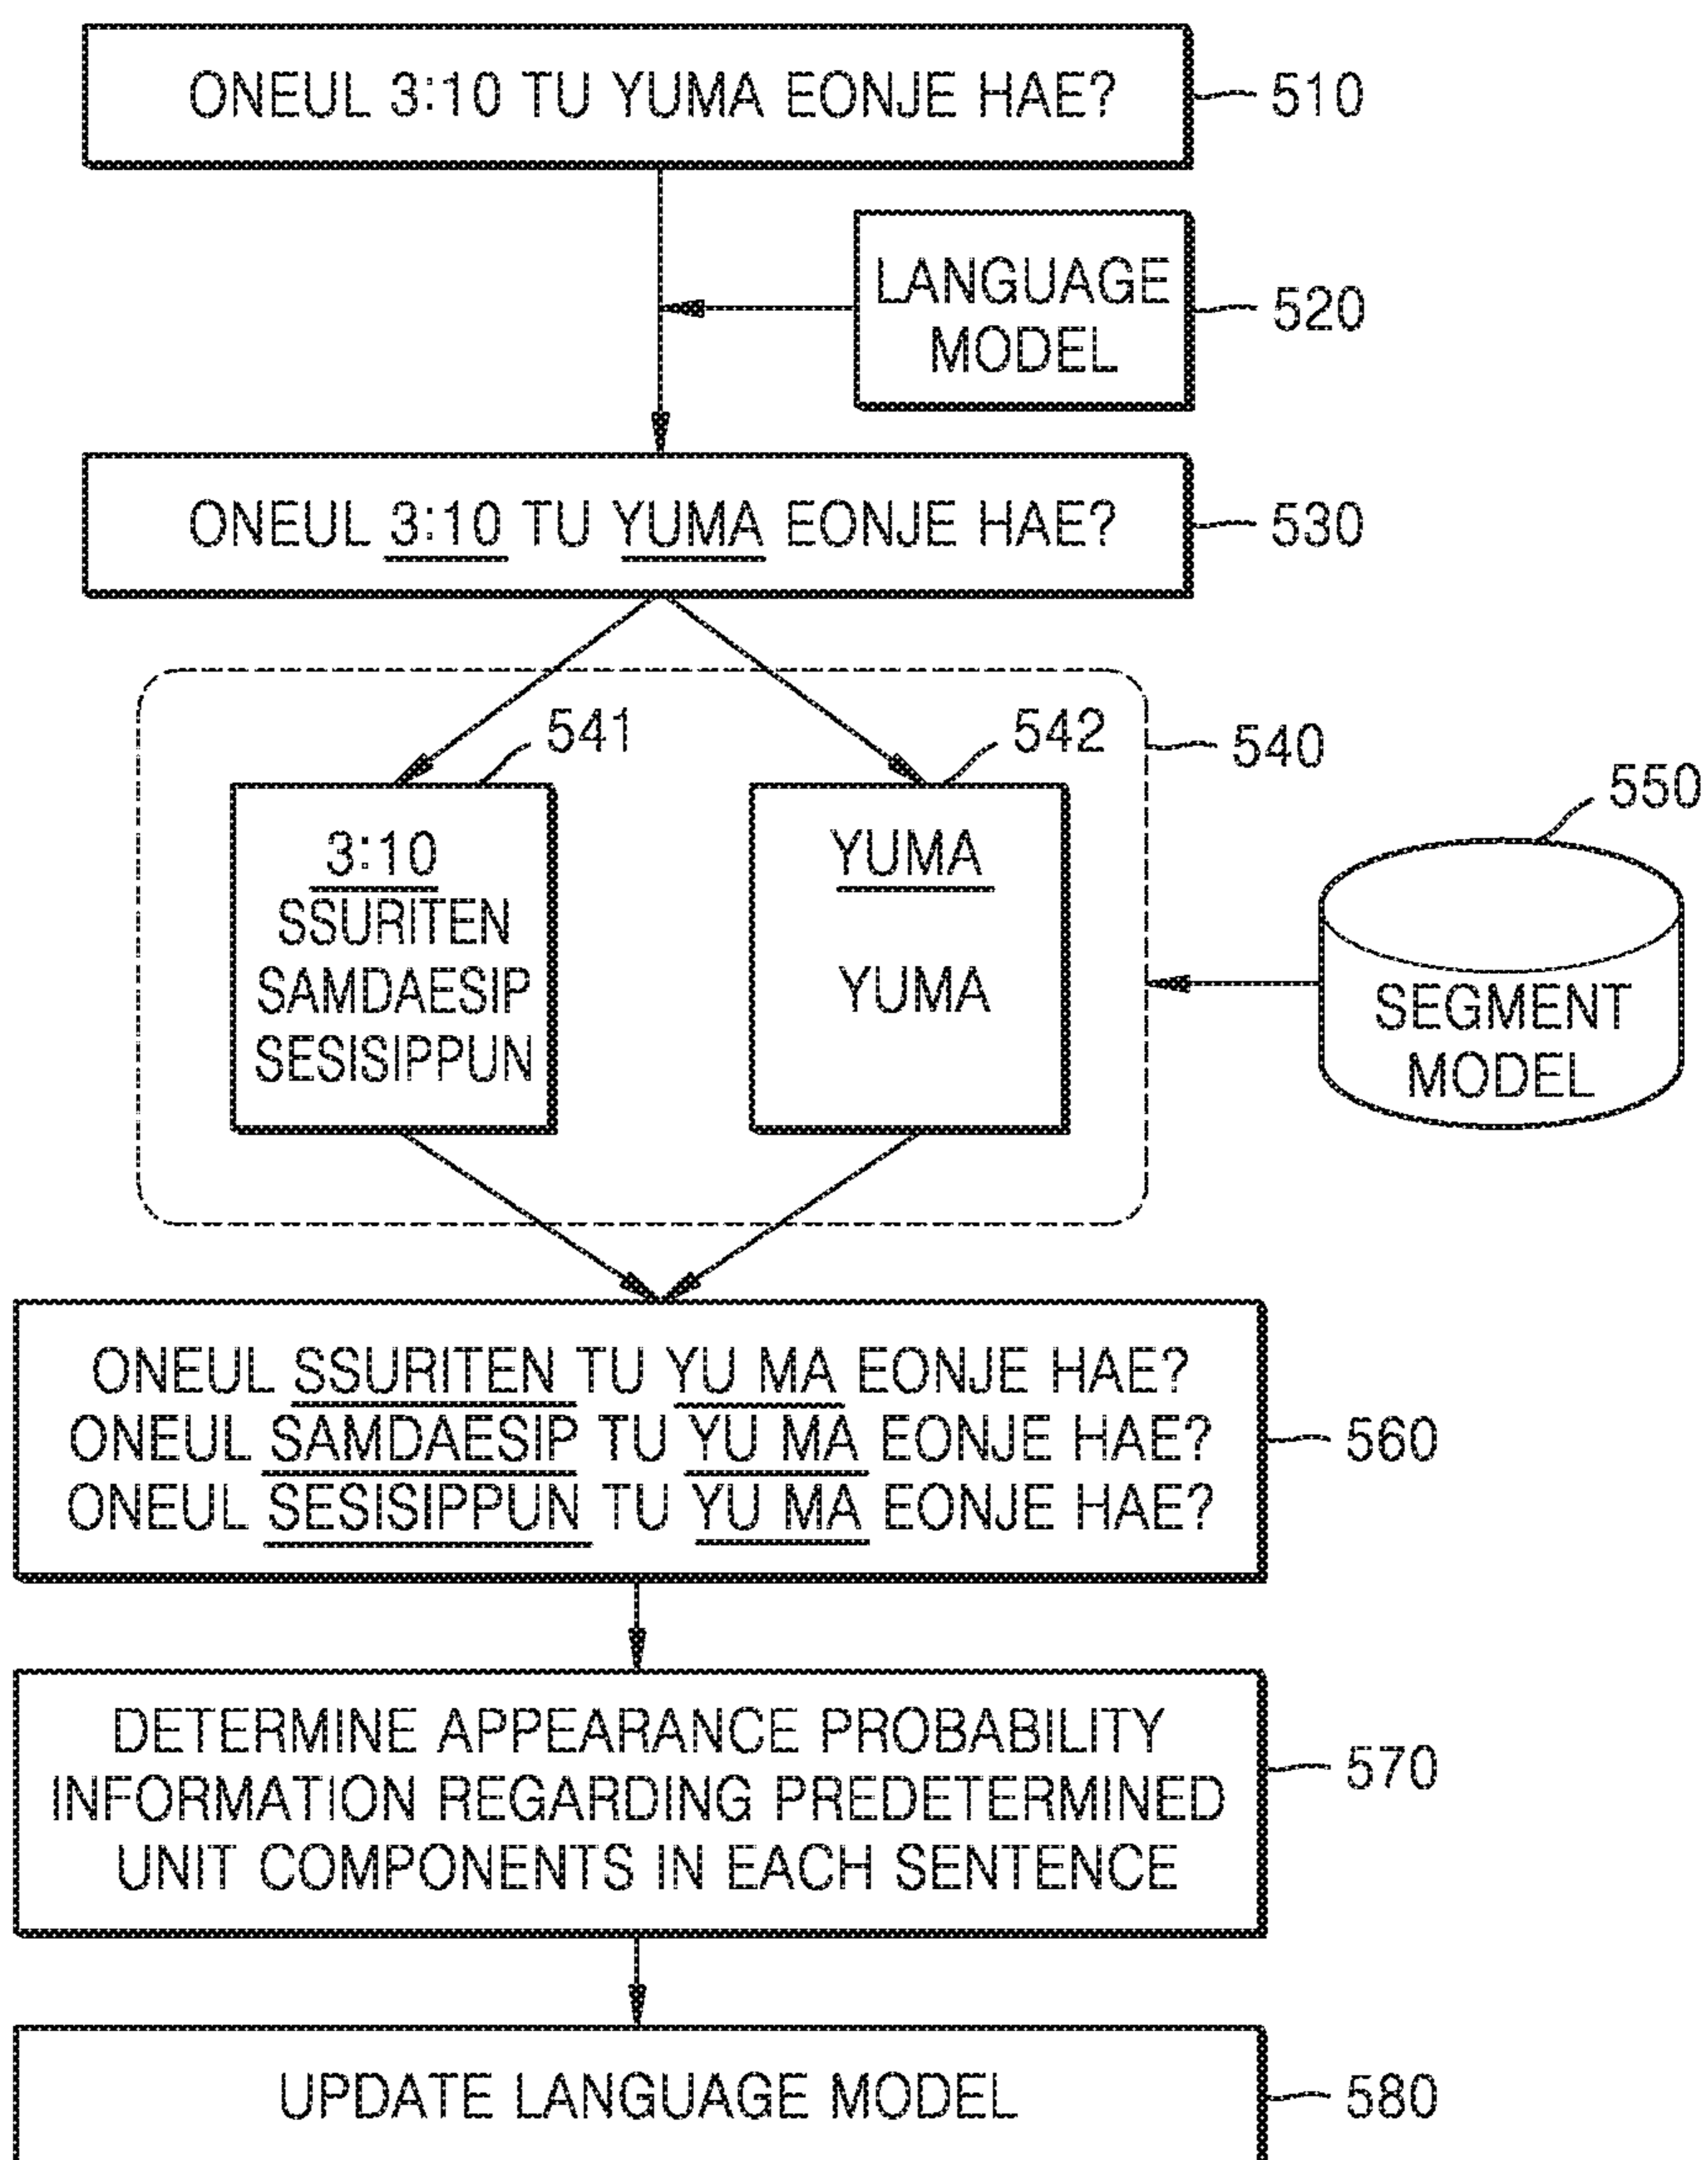 ONEUL 3:10 TU YUMA EONJE HAE?
510
LANGUAGE
MODEL
520
ONEUL 3:10 TU YUMA EONJE HAE?
530
541
542
540
550
3:10
SSURITEN
SAMDAESIP
SESISIPPUN
YUMA
YUMA
SEGMENT
MODEL
ONEUL SSURITEN TU YU MA EONJE HAE?
ONEUL SAMDAESIP TU YU MA EONJE HAE?
ONEUL SESISIPPUN TU YU MA EONJE HAE?
560
DETERMINE APPEARANCE PROBABILITY
INFORMATION REGARDING PREDETERMINED
UNIT COMPONENTS IN EACH SENTENCE
570
UPDATE LANGUAGE MODEL
580